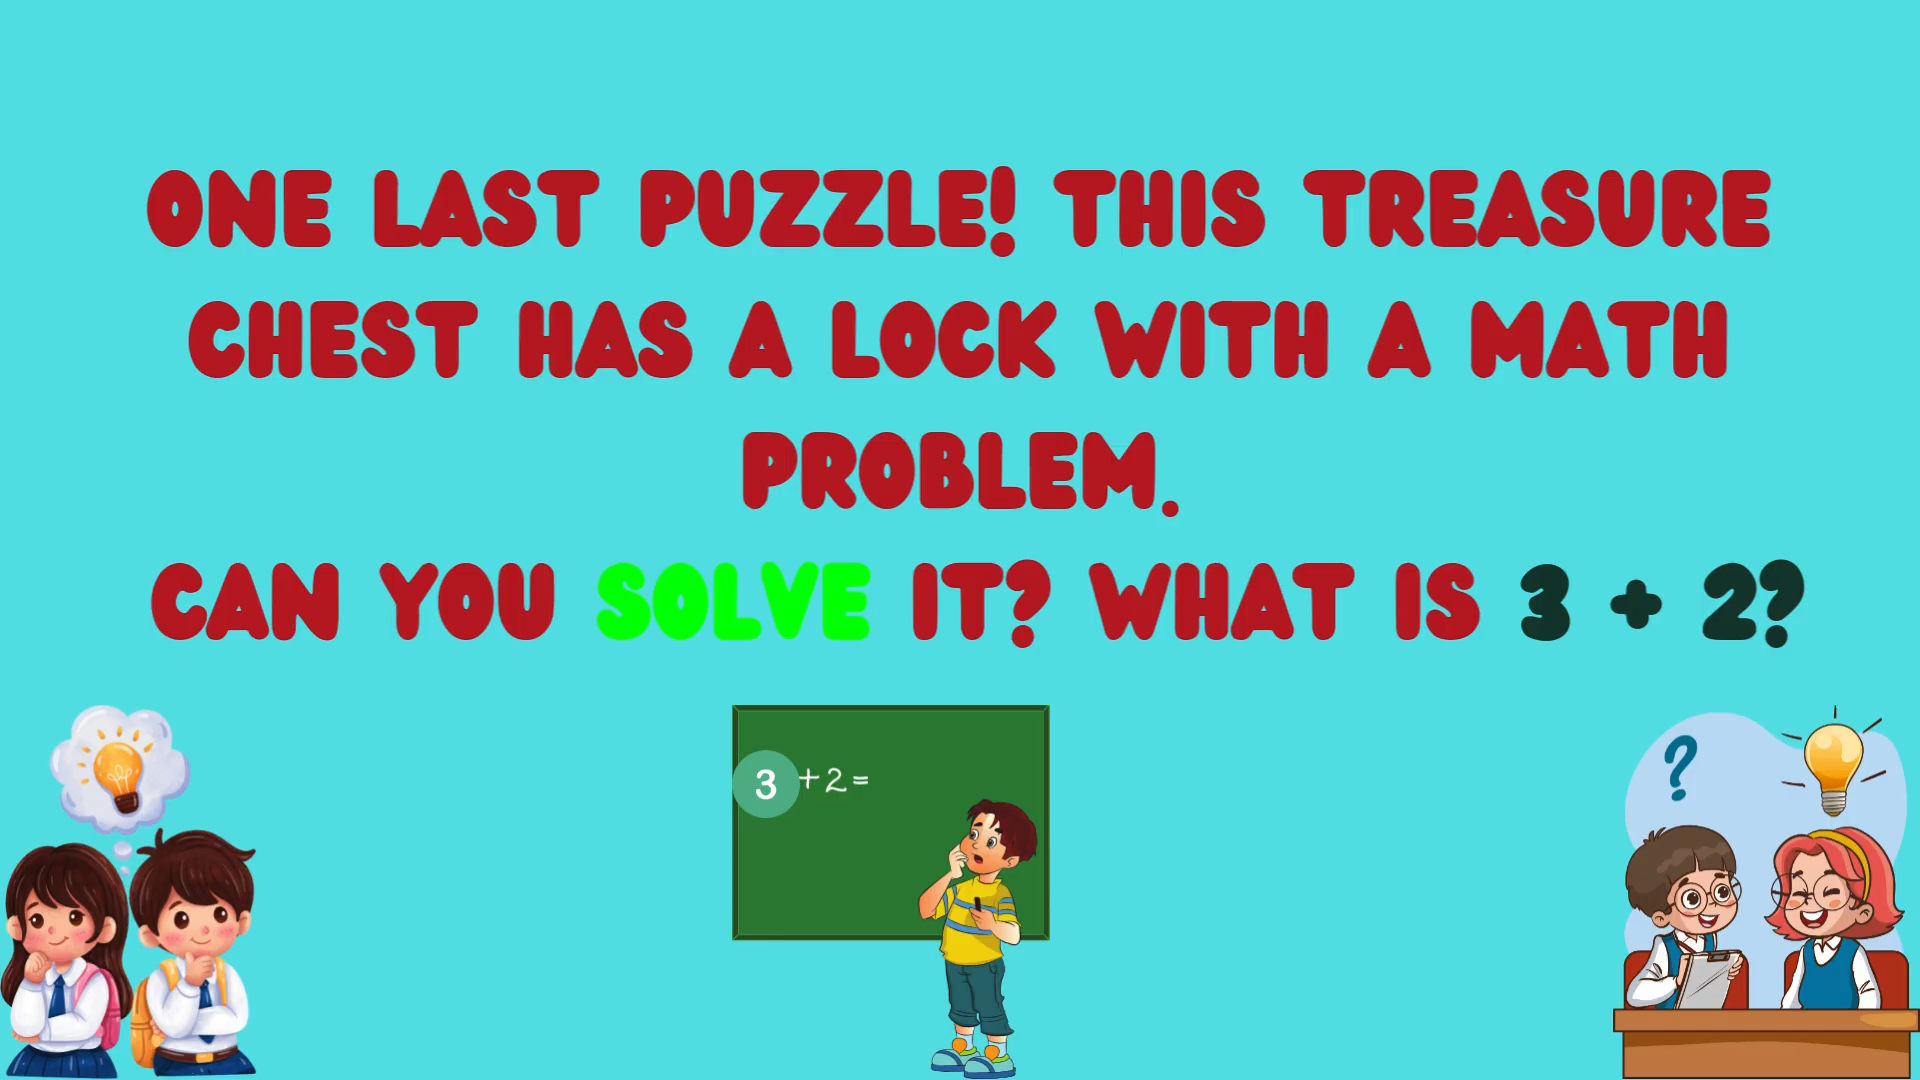 ONE LAST PUZZLE! THIS TREASURE
CHEST HAS A LOCK WITH A MATH
PROBLEM.
CAN YOU SOLVE IT? WHAT IS 3 + 2?
3 +2=
?